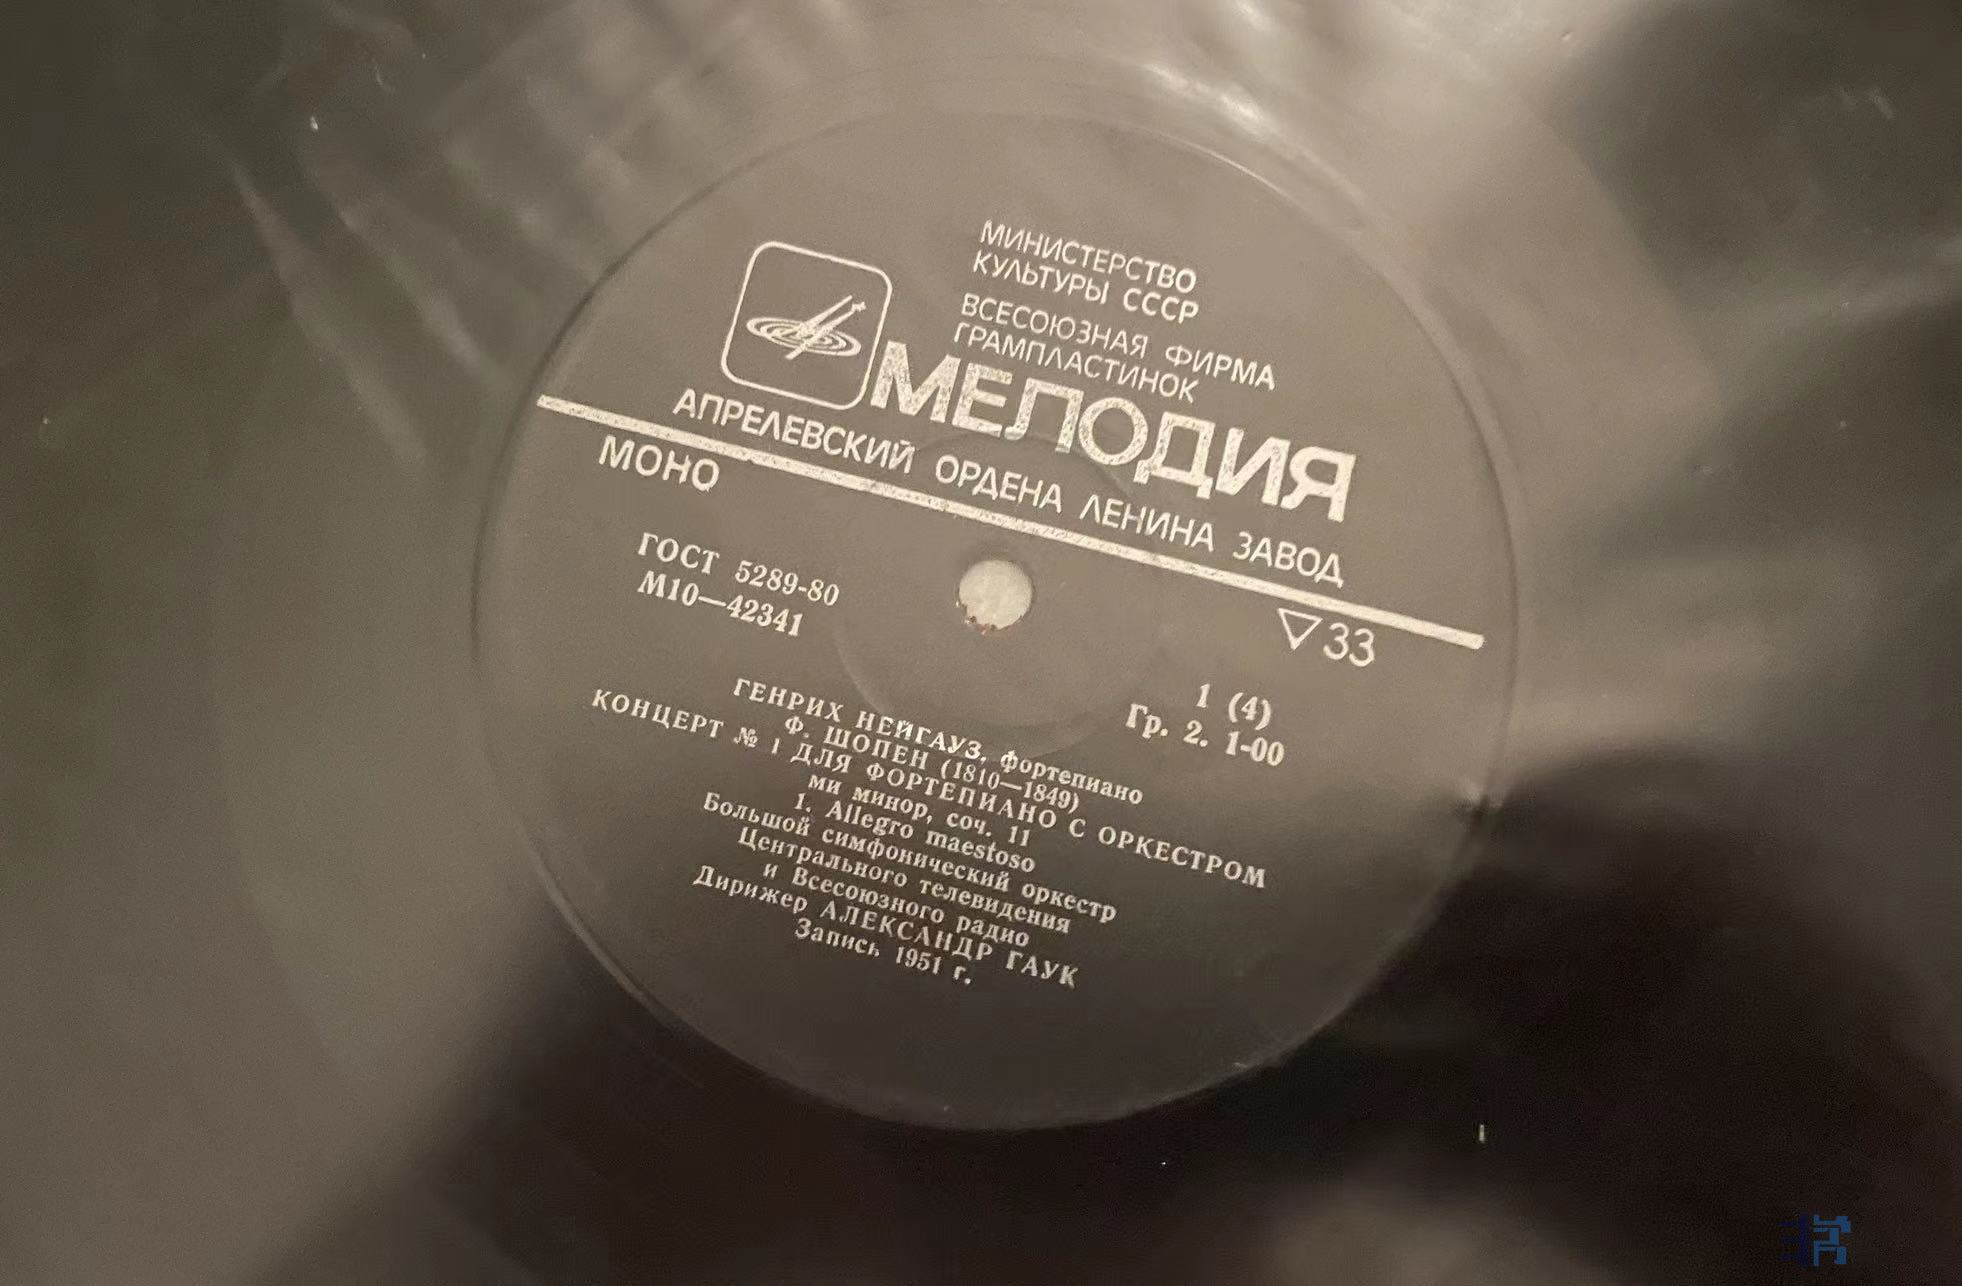 МИНИСТЕРСТВО
КУЛЬТУРЫ СССР
ВСЕСОЮЗНАЯ ФИРМА
ГРАМПЛАСТИНОК
МЕЛОДИЯ
АПРЕЛЕВСКИЙ ОРДЕНА ЛЕНИНА ЗАВОД
МОНО
▽33
ГОСТ 5289-80
М10—42341
1 (4)
Гр. 2. 1-00
ГЕНРИХ НЕЙГАУЗ, фортепиано
Ф. ШОПЕН (1810—1849)
КОНЦЕРТ № 1 ДЛЯ ФОРТЕПИАНО С ОРКЕСТРОМ
ми минор, соч. 11
1. Allegro maestoso
Большой симфонический оркестр
Центрального телевидения
и Всесоюзного радио
Дирижер АЛЕКСАНДР ГАУК
Запись 1951 г.